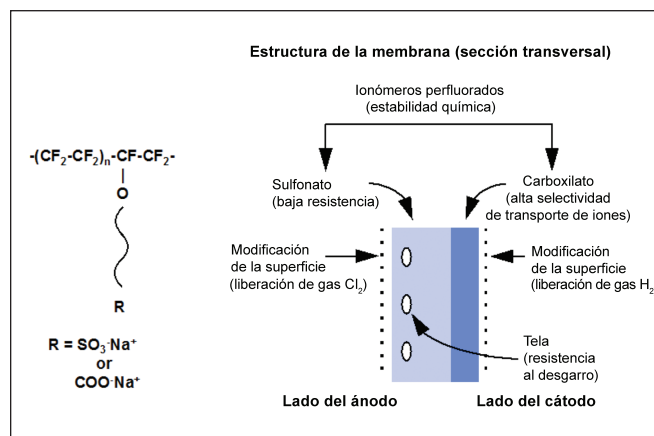 Estructura de la membrana (sección transversal)
Ionómeros perfluorados
(estabilidad química)
-(CF₂-CF₂)ₙ-CF-CF₂-
O
R
R = SO₃⁻Na⁺
or
COO⁻Na⁺
Sulfonato
(baja resistencia)
Carboxilato
(alta selectividad
de transporte de iones)
Modificación
de la superficie
(liberación de gas Cl₂)
Modificación
de la superficie
(liberación de gas H₂
Tela
(resistencia
al desgarro)
Lado del ánodo
Lado del cátodo